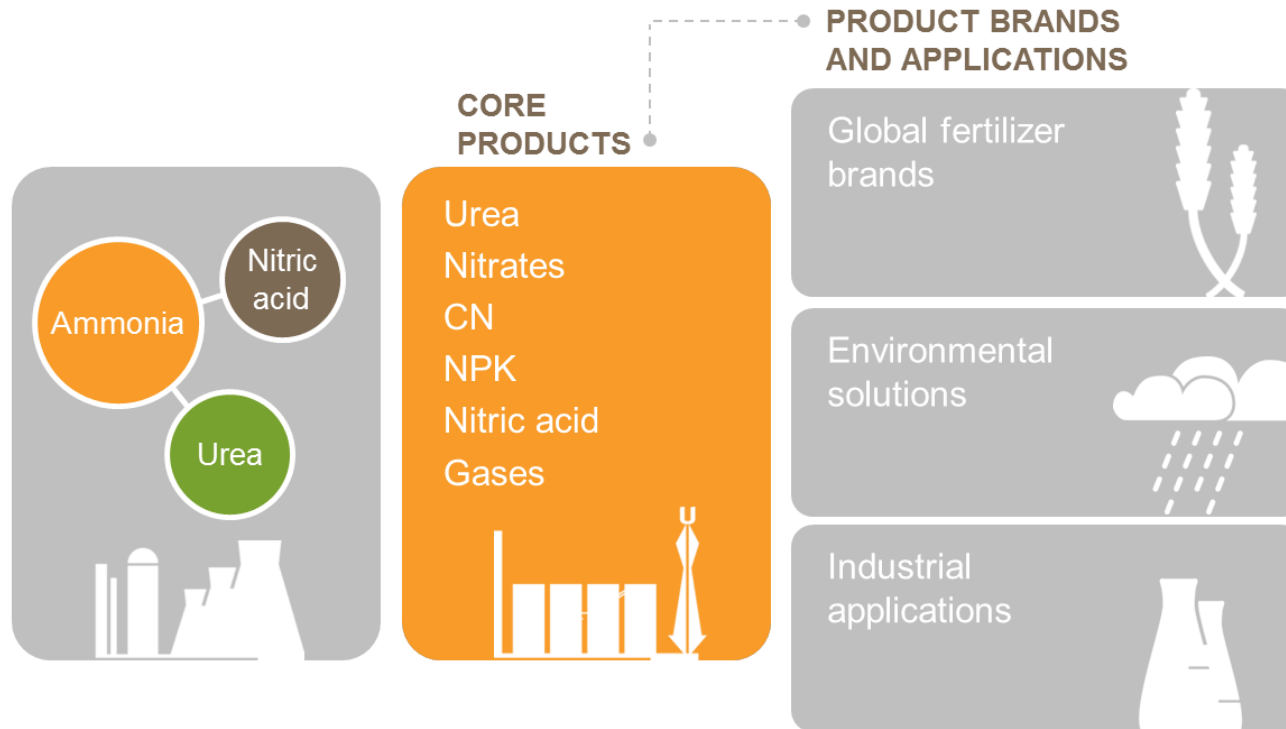 PRODUCT BRANDS
AND APPLICATIONS
CORE
PRODUCTS
Ammonia
Nitric
acid
Urea
Urea
Nitrates
CN
NPK
Nitric acid
Gases
U
Global fertilizer
brands
Environmental
solutions
Industrial
applications